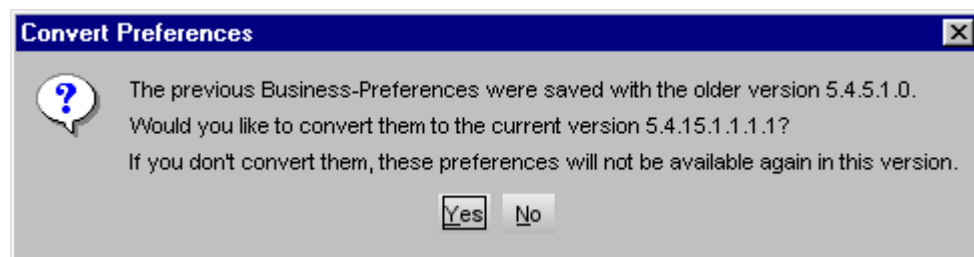 Convert Preferences
The previous Business-Preferences were saved with the older version 5.4.5.1.0.
Would you like to convert them to the current version 5.4.15.1.1.1.1?
If you don't convert them, these preferences will not be available again in this version.
Yes No